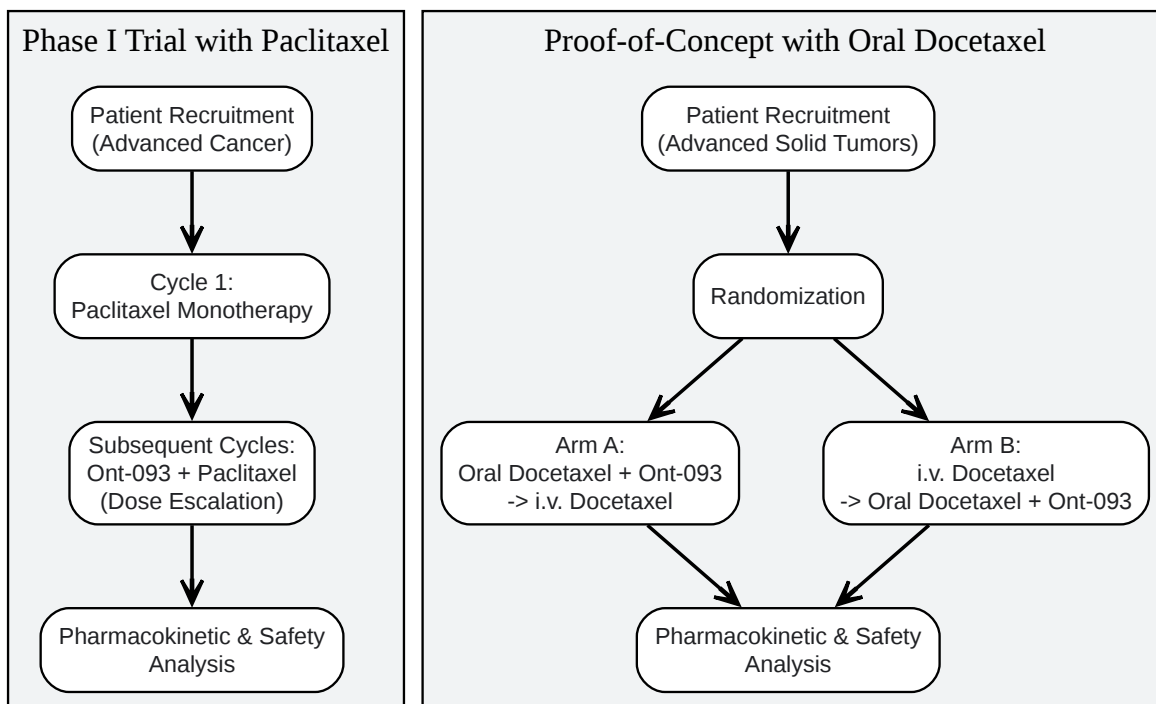 Phase I Trial with Paclitaxel
Patient Recruitment
(Advanced Cancer)
Cycle 1:
Paclitaxel Monotherapy
Subsequent Cycles:
Ont-093 + Paclitaxel
(Dose Escalation)
Pharmacokinetic & Safety
Analysis
Proof-of-Concept with Oral Docetaxel
Patient Recruitment
(Advanced Solid Tumors)
Randomization
Arm A:
Oral Docetaxel + Ont-093
-> i.v. Docetaxel
Arm B:
i.v. Docetaxel
-> Oral Docetaxel + Ont-093
Pharmacokinetic & Safety
Analysis